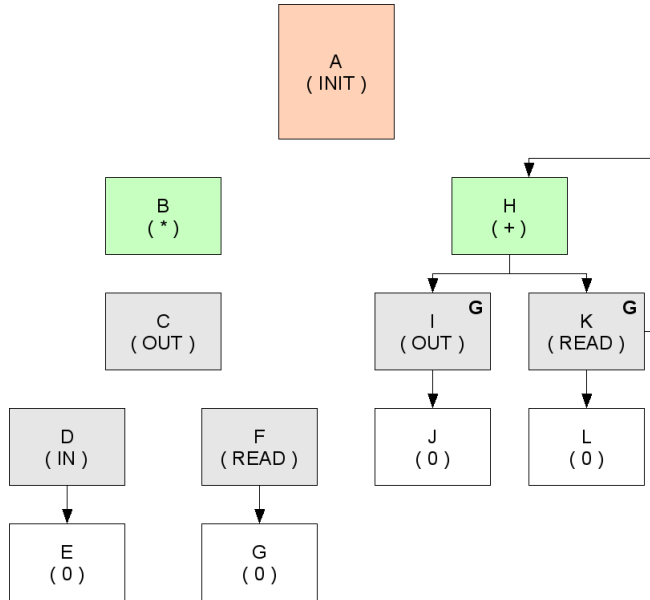 A
( INIT )
B
( * )
H
( + )
C
( OUT )
I
G
( OUT )
K
G
( READ )
D
( IN )
F
( READ )
J
( 0 )
L
( 0 )
E
( 0 )
G
( 0 )